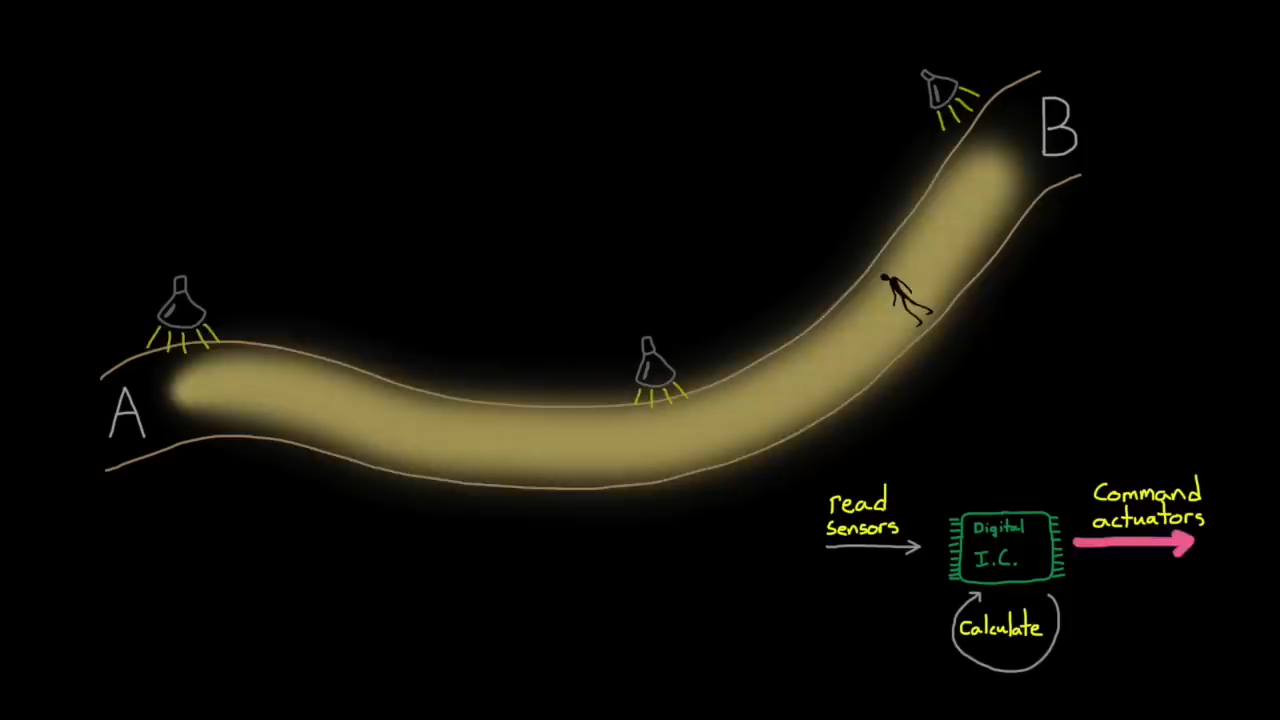 B
A
read
sensors
Digital
I.C.
Command
actuators
Calculate